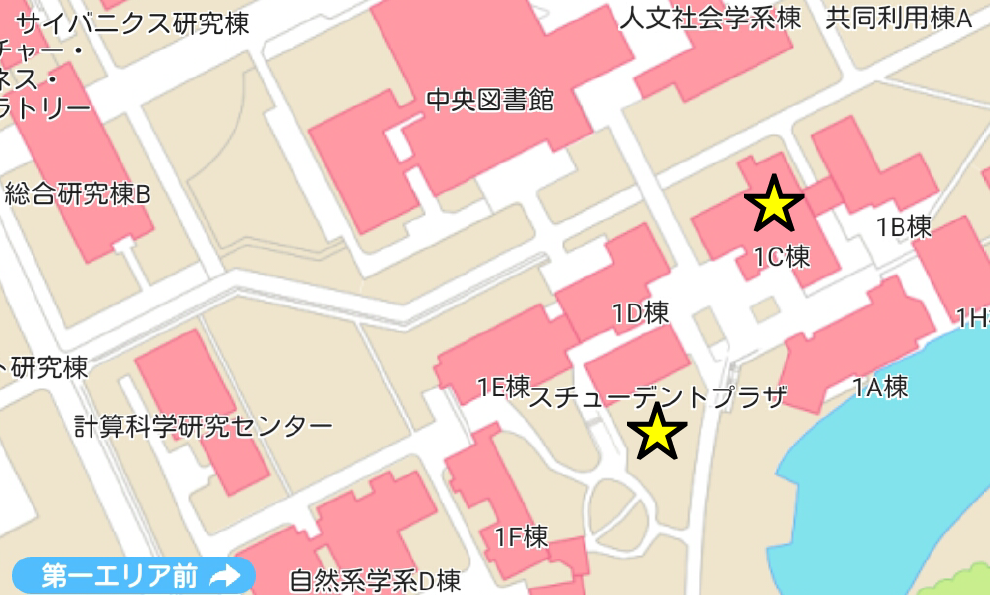 サイバニクス研究棟
人文社会学系棟
共同利用棟A
チャー・
ネス・
ラトリー
中央図書館
総合研究棟B
1B棟
1C棟
1D棟
1H
ト研究棟
1E棟
スチューデントプラザ
1A棟
計算科学研究センター
1F棟
第一エリア前
自然系学系D棟